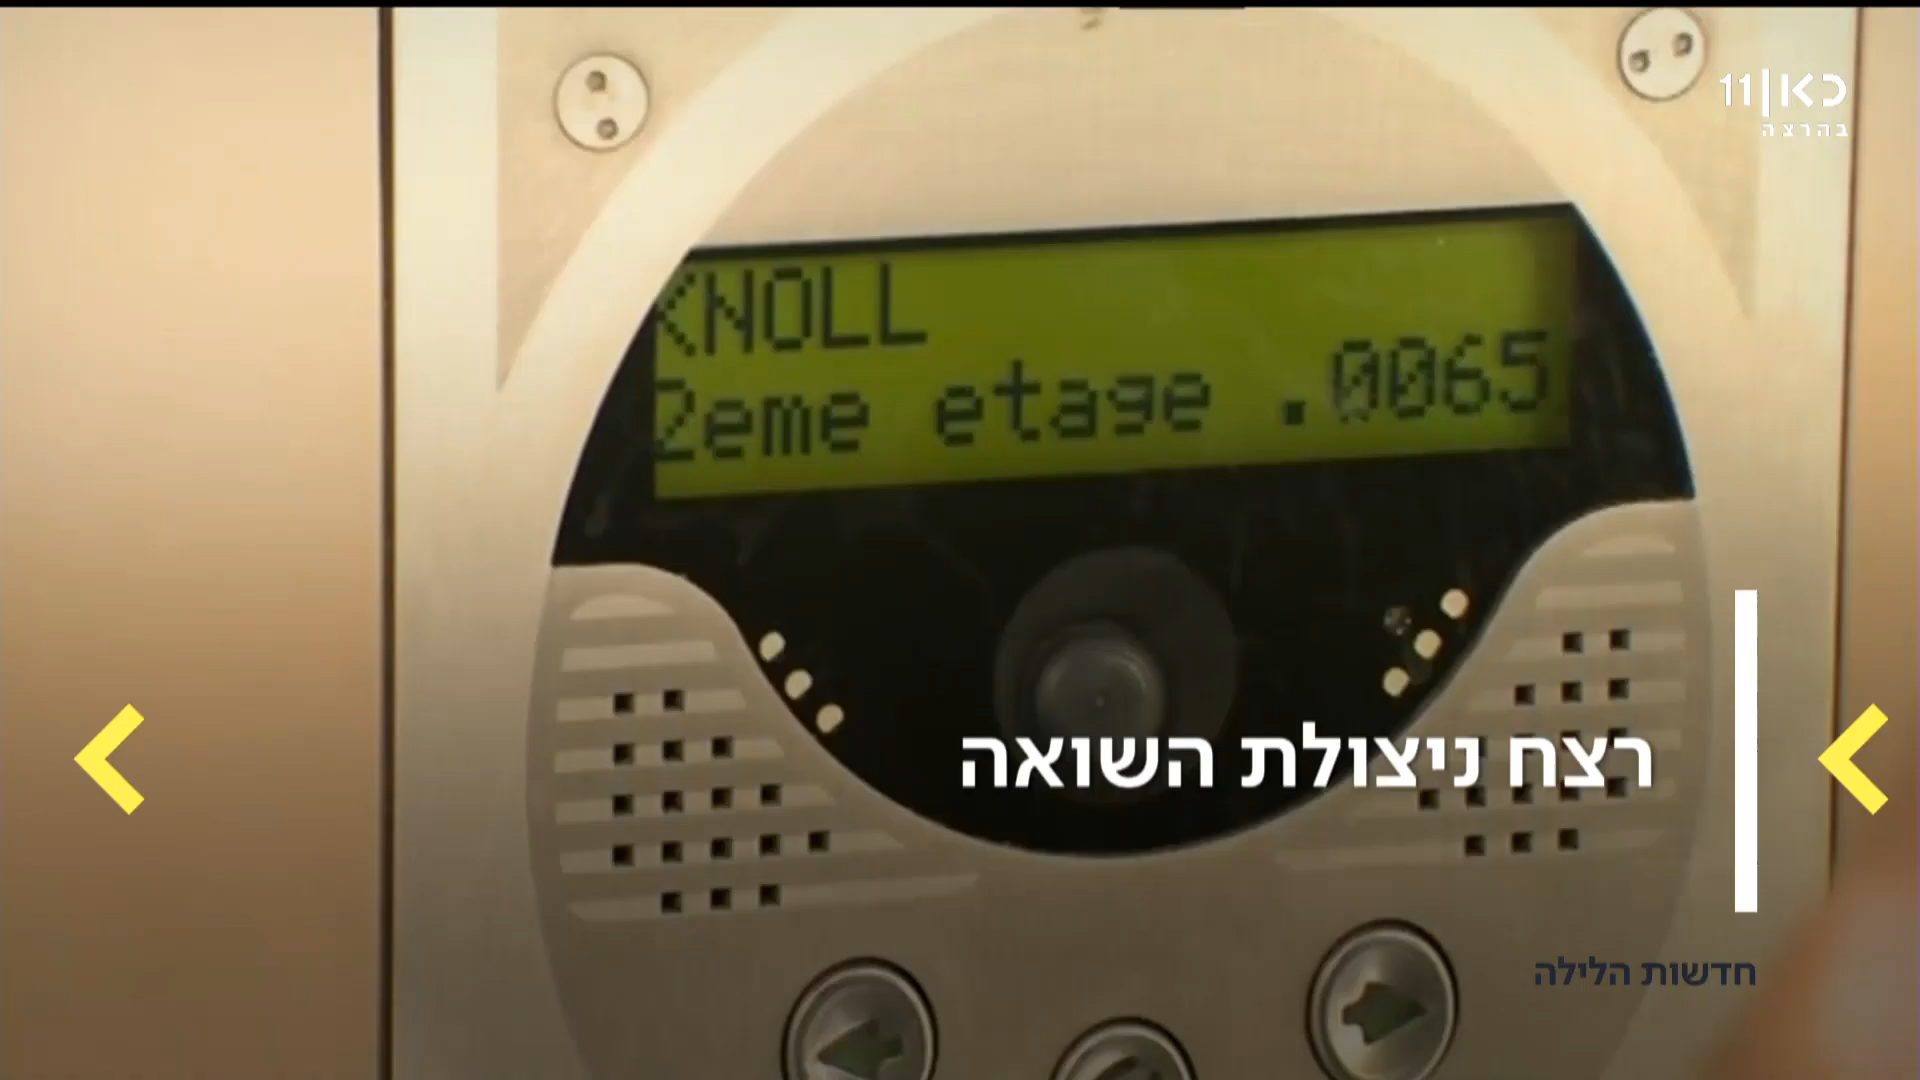 כאן|11
בהרצה
KNOLL
2eme etage .0065
רצח ניצולת השואה
חדשות הלילה